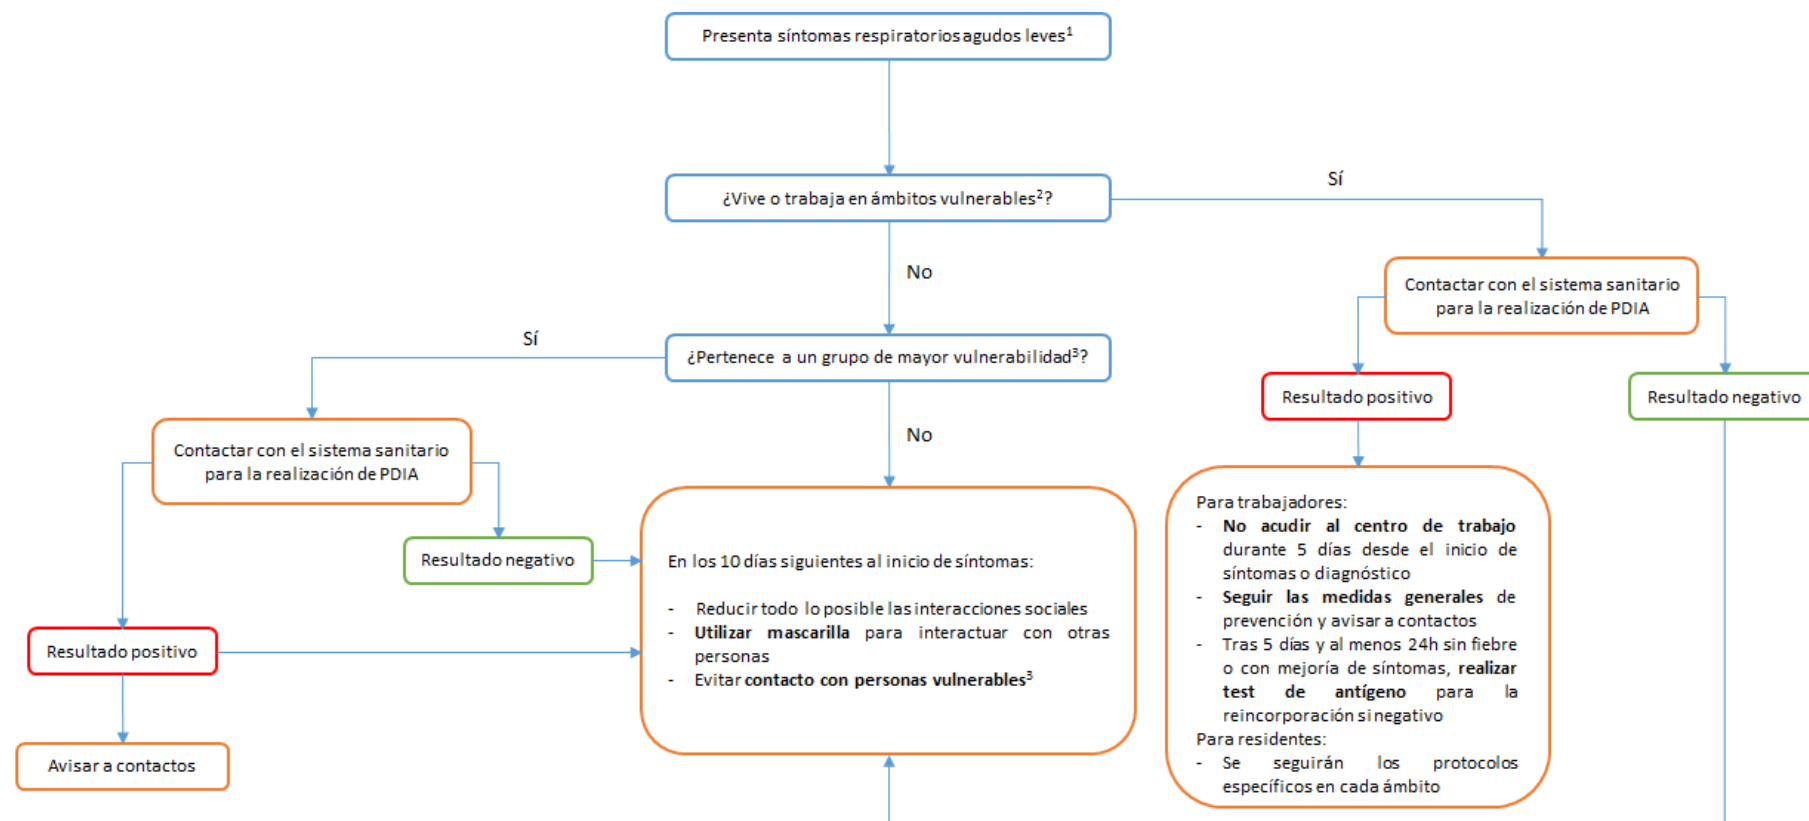 Presenta síntomas respiratorios agudos leves¹
¿Vive o trabaja en ámbitos vulnerables²?
Sí
No
Contactar con el sistema sanitario
para la realización de PDIA
Sí
¿Pertenece a un grupo de mayor vulnerabilidad³?
Resultado positivo
Resultado negativo
No
Contactar con el sistema sanitario
para la realización de PDIA
Resultado negativo
Resultado positivo
Avisar a contactos
En los 10 días siguientes al inicio de síntomas:
- Reducir todo lo posible las interacciones sociales
- Utilizar mascarilla para interactuar con otras
personas
- Evitar contacto con personas vulnerables³
Para trabajadores:
- No acudir al centro de trabajo
durante 5 días desde el inicio de
síntomas o diagnóstico
- Seguir las medidas generales de
prevención y avisar a contactos
- Tras 5 días y al menos 24h sin fiebre
o con mejoría de síntomas, realizar
test de antígeno para la
reincorporación si negativo
Para residentes:
- Se seguirán los protocolos
específicos en cada ámbito